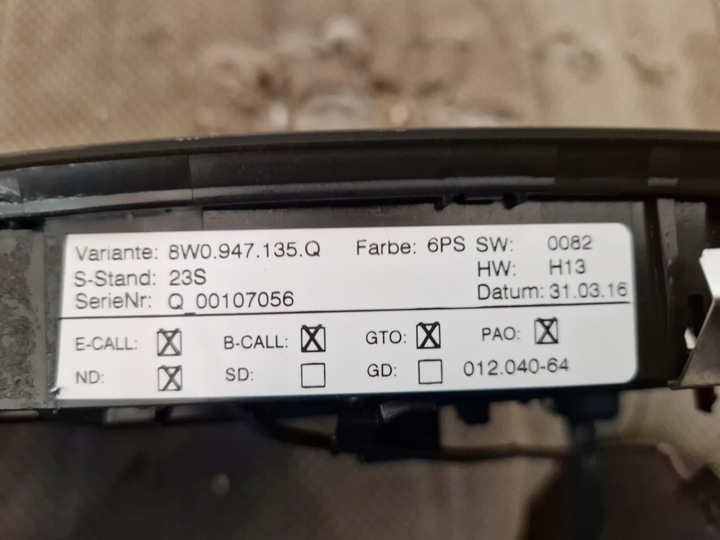 Variante: 8W0.947.135.Q Farbe: 6PS SW: 0082
S-Stand: 23S HW: H13
SerieNr: Q_00107056 Datum: 31.03.16
E-CALL: ☒ B-CALL: ☒ GTO: ☒ PAO: ☒
ND: ☒ SD: ☐ GD: ☐ 012.040-64